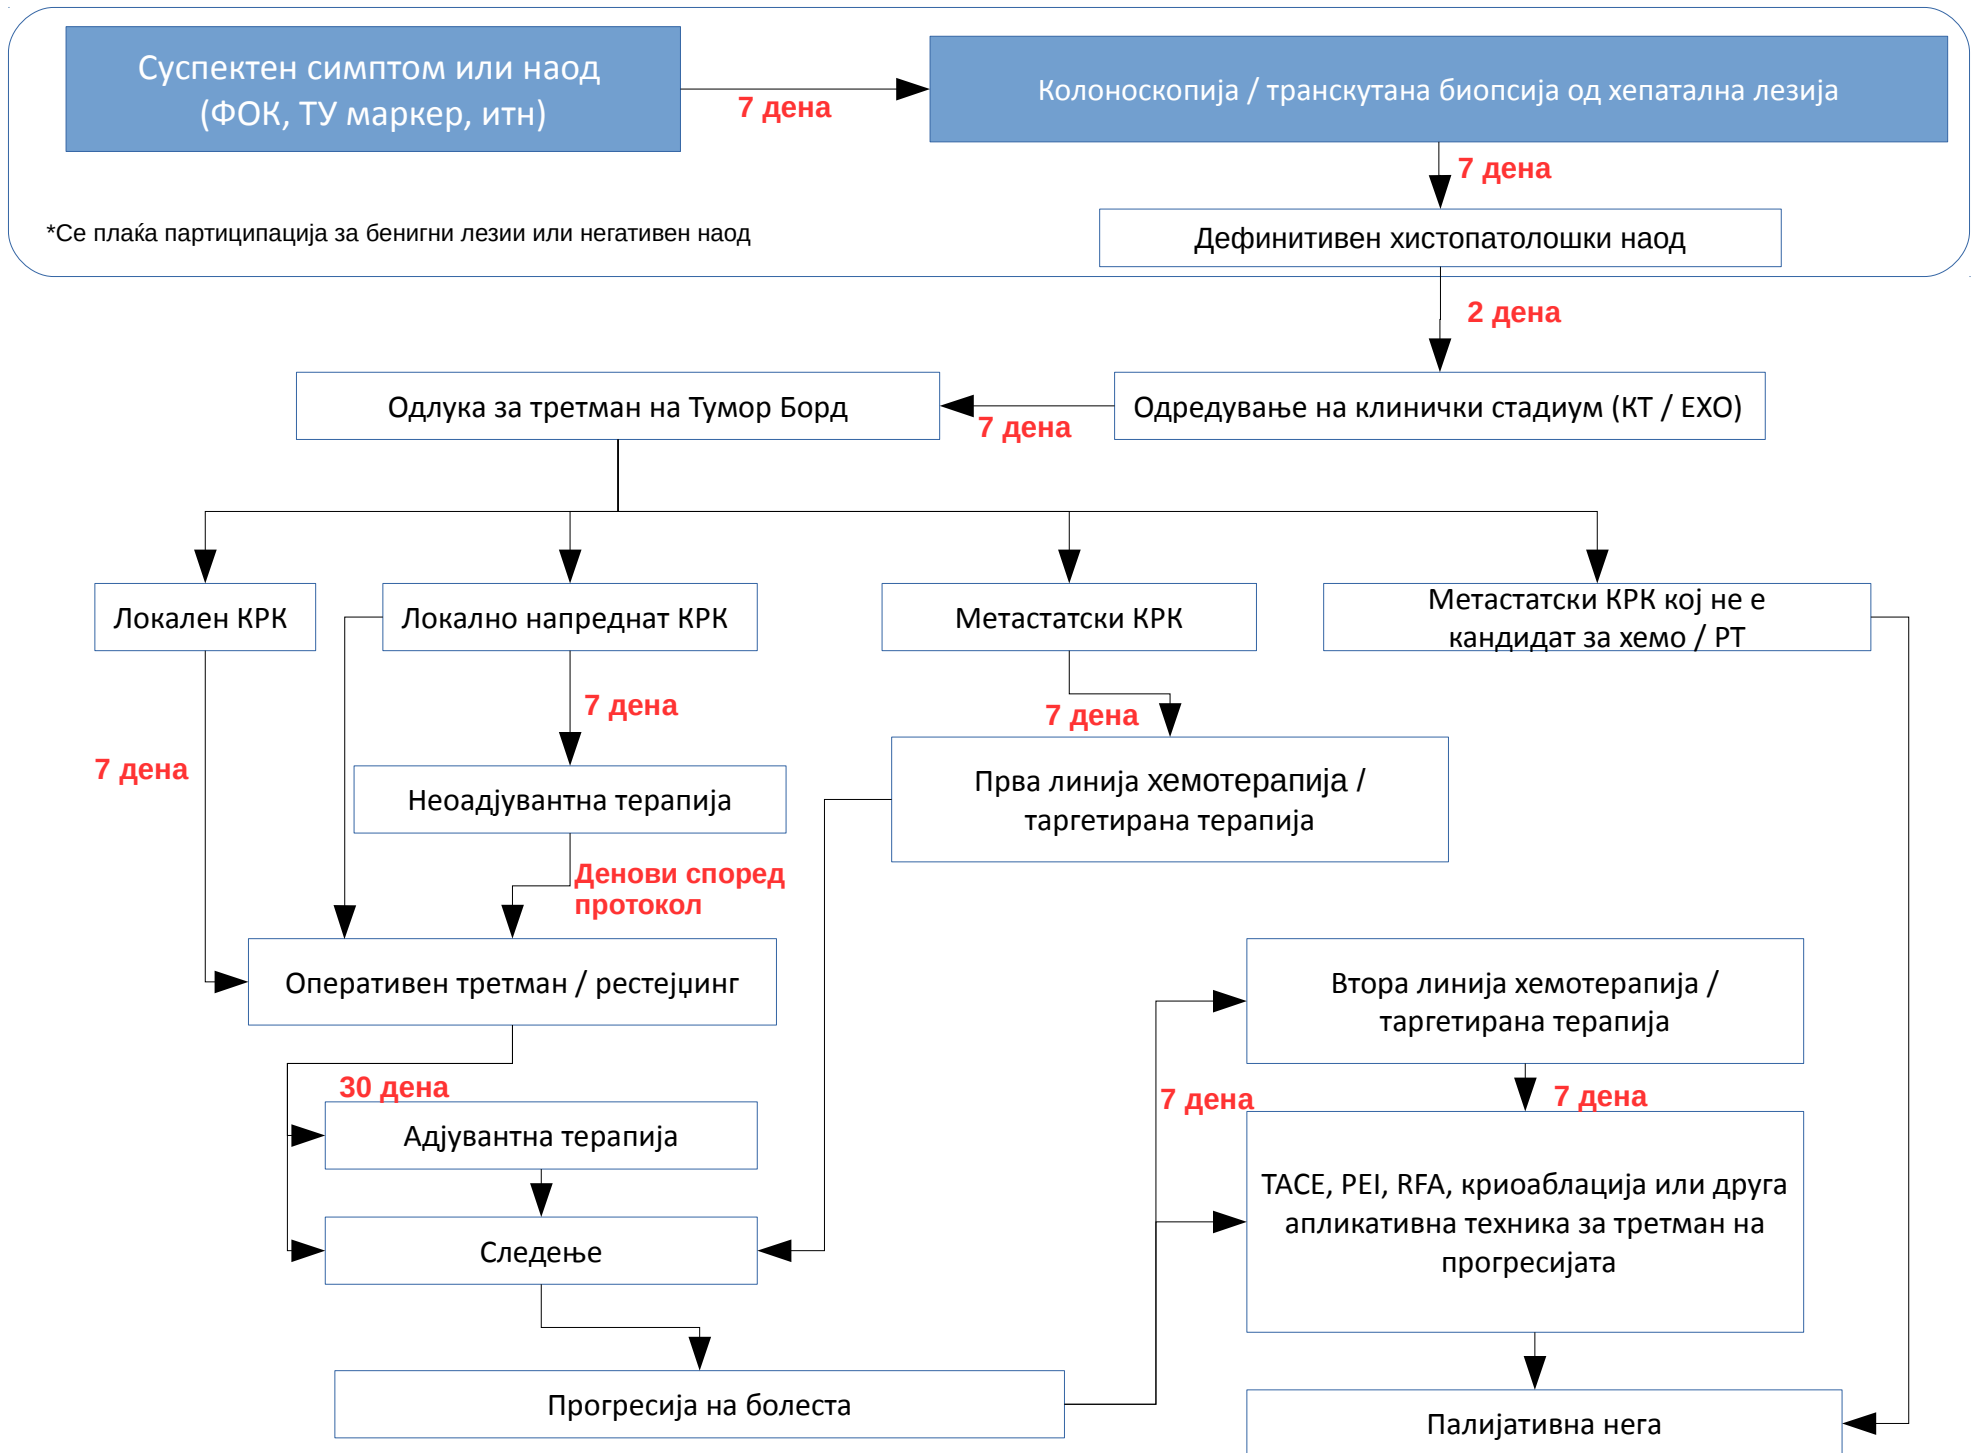 Суспектен симптом или наод
(ФОК, ТУ маркер, итн)
7 дена
Колоноскопија / транскутана биопсија од хепатална лезија
7 дена
*Се плаќа партиципација за бенигни лезии или негативен наод
Дефинитивен хистопатолошки наод
2 дена
Одлука за третман на Тумор Борд
7 дена
Одредување на клинички стадиум (КТ / ЕХО)
Локален КРК
Локално напреднат КРК
Метастатски КРК
Метастатски КРК кој не е
кандидат за хемо / РТ
7 дена
7 дена
7 дена
Неоадјувантна терапија
Прва линија хемотерапија /
таргетирана терапија
Денови според
протокол
Оперативен третман / рестејџинг
Втора линија хемотерапија /
таргетирана терапија
30 дена
7 дена
7 дена
Адјувантна терапија
TACE, PEI, RFA, криоаблација или друга
апликативна техника за третман на
прогресијата
Следење
Прогресија на болеста
Палијативна нега